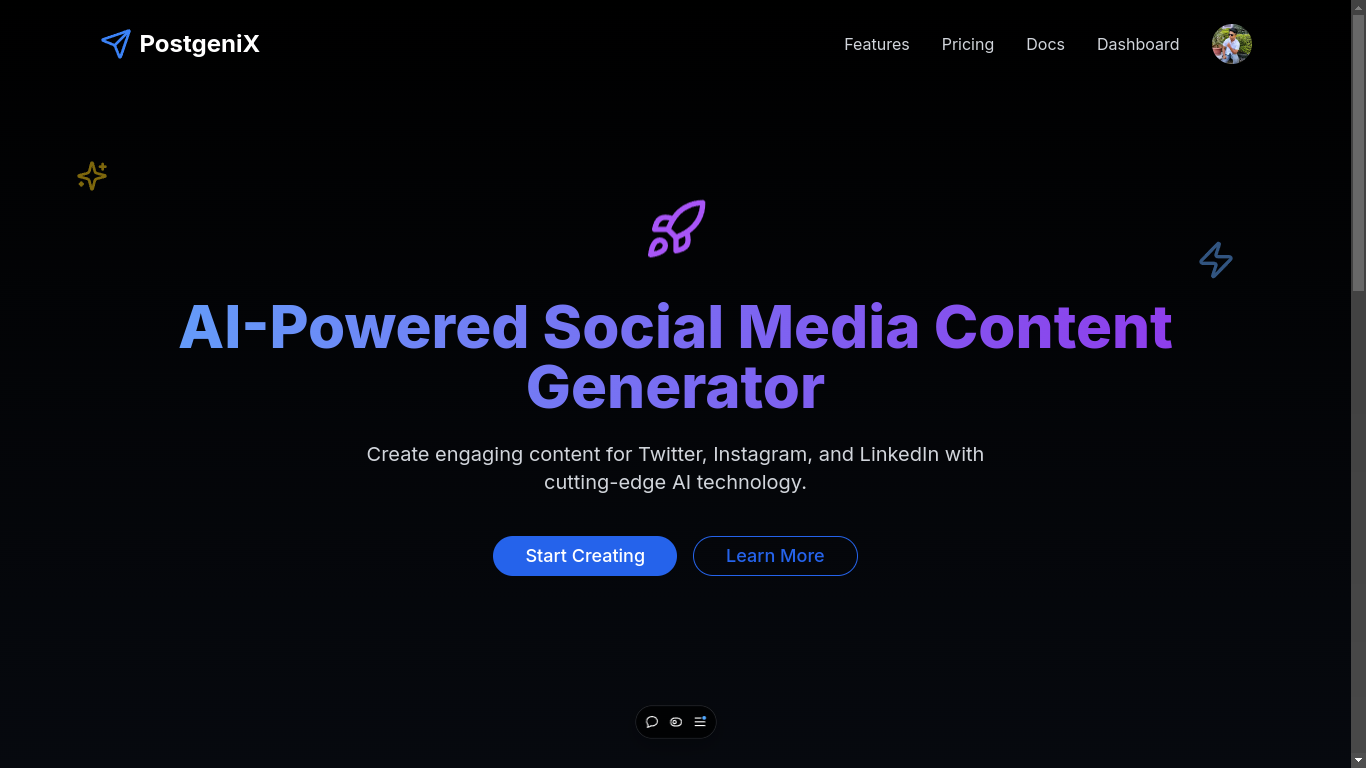 PostgeniX
Features
Pricing
Docs
Dashboard
AI-Powered Social Media Content
Generator
Create engaging content for Twitter, Instagram, and LinkedIn with
cutting-edge AI technology.
Start Creating
Learn More